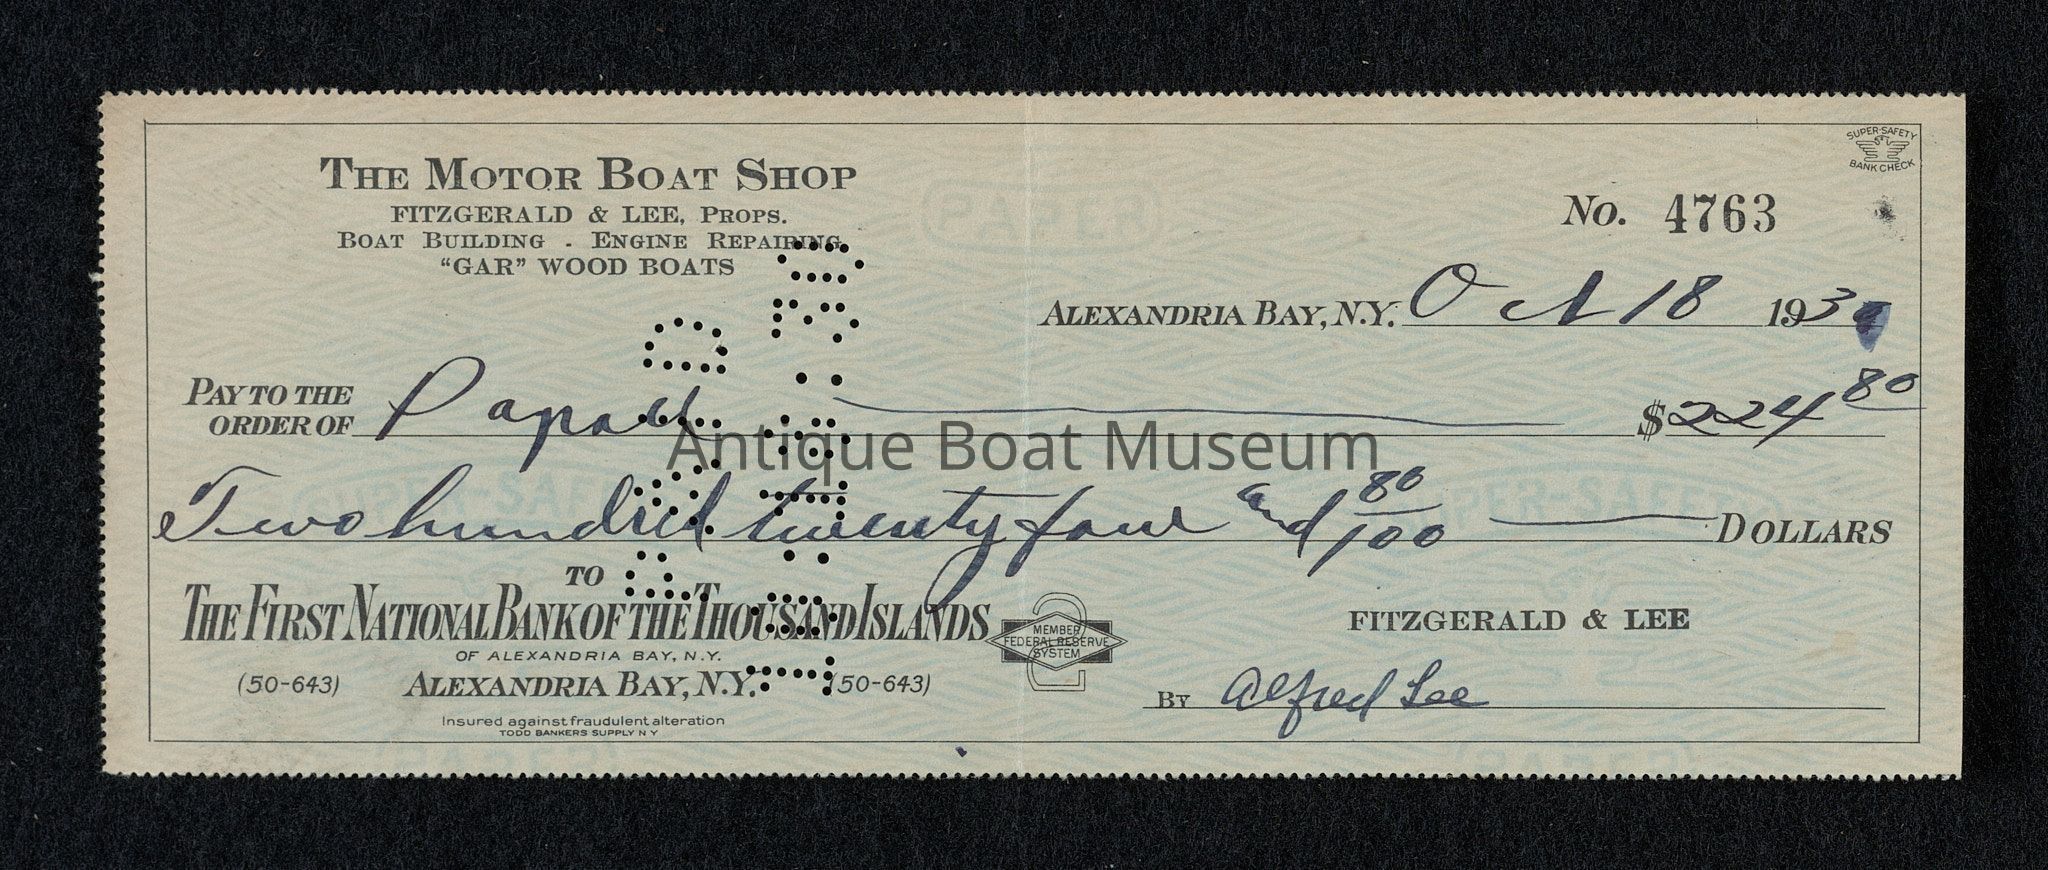 SUPER-SAFETY
BANK CHECK
THE MOTOR BOAT SHOP
FITZGERALD & LEE, PROPS.
BOAT BUILDING - ENGINE REPAIRING
"GAR" WOOD BOATS
No. 4763
ALEXANDRIA BAY, N.Y. Oct 18 193
PAY TO THE
ORDER OF $224 80
Antique Boat Museum
Two hundred twenty four and 80/100 DOLLARS
TO
THE FIRST NATIONAL BANK OF THE THOUSAND ISLANDS
OF ALEXANDRIA BAY, N.Y.
(50-643) ALEXANDRIA BAY, N.Y. (50-643)
Insured against fraudulent alteration
TODD BANKERS SUPPLY N Y
MEMBER
FEDERAL RESERVE
SYSTEM
FITZGERALD & LEE
BY Alfred Lee